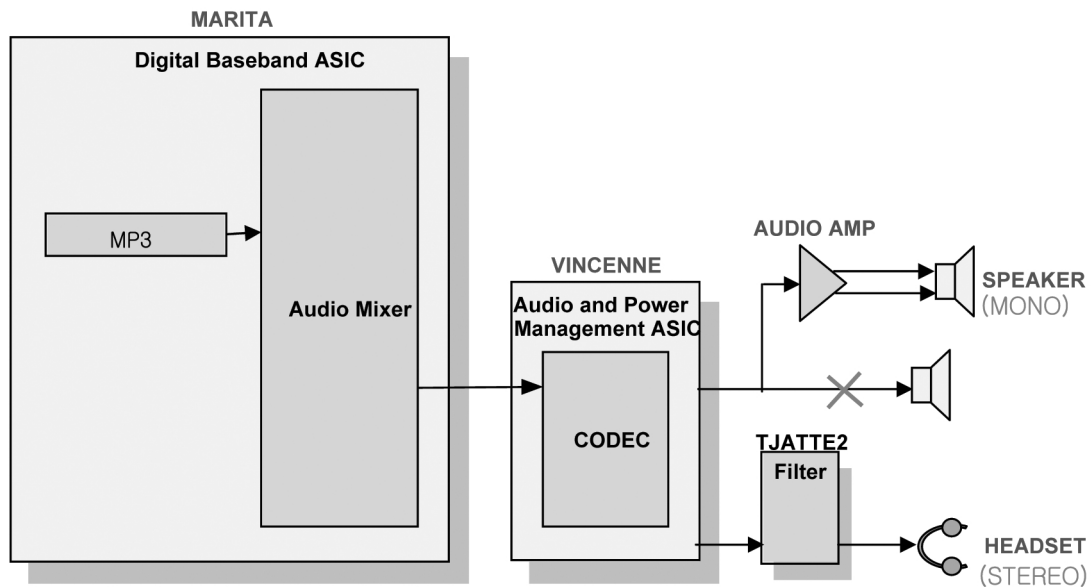 MARITA
Digital Baseband ASIC
MP3
Audio Mixer
VINCENNE
Audio and Power
Management ASIC
CODEC
AUDIO AMP
SPEAKER
(MONO)
TJATTE2
Filter
HEADSET
(STEREO)